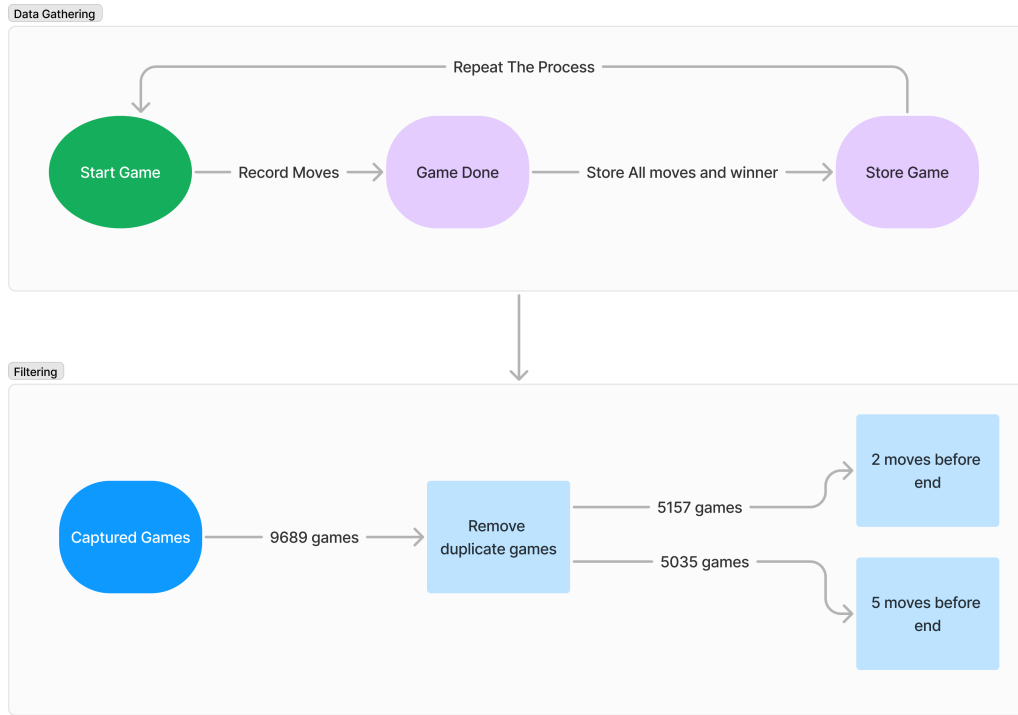 Data Gathering
Repeat The Process
Start Game
Record Moves
Game Done
Store All moves and winner
Store Game
Filtering
Captured Games
9689 games
Remove
duplicate games
5157 games
2 moves before
end
5035 games
5 moves before
end